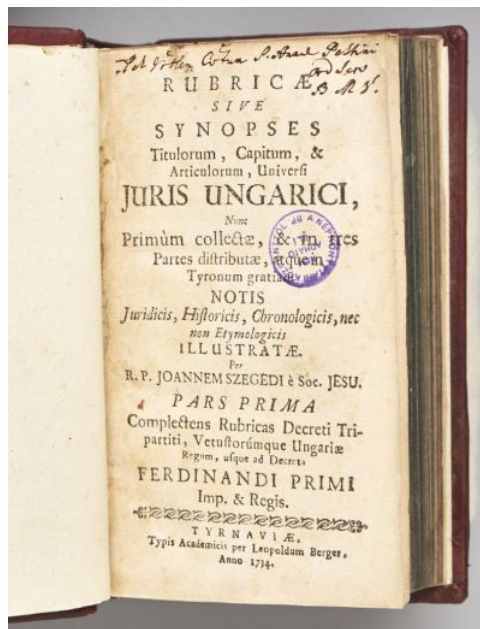 S. Annae Pesthini
RUBRICÆ
SIVE
SYNOPSES
Titulorum, Capitum, &
Articulorum, Universi
JURIS UNGARICI,
Nunc
Primùm collectæ, & in tres
Partes distributæ, atque in
Tyronum gratiam
NOTIS
Juridicis, Historicis, Chronologicis, nec
non Etymologicis
ILLUSTRATÆ.
Per
R. P. JOANNEM SZEGEDI è Soc. JESU.
PARS PRIMA
Complectens Rubricas Decreti Tri-
partiti, Vetustorúmque Ungariæ
Regum, usque ad Decreta
FERDINANDI PRIMI
Imp. & Regis.
TYRNAVIÆ,
Typis Academicis per Leopoldum Berger,
Anno 1734.